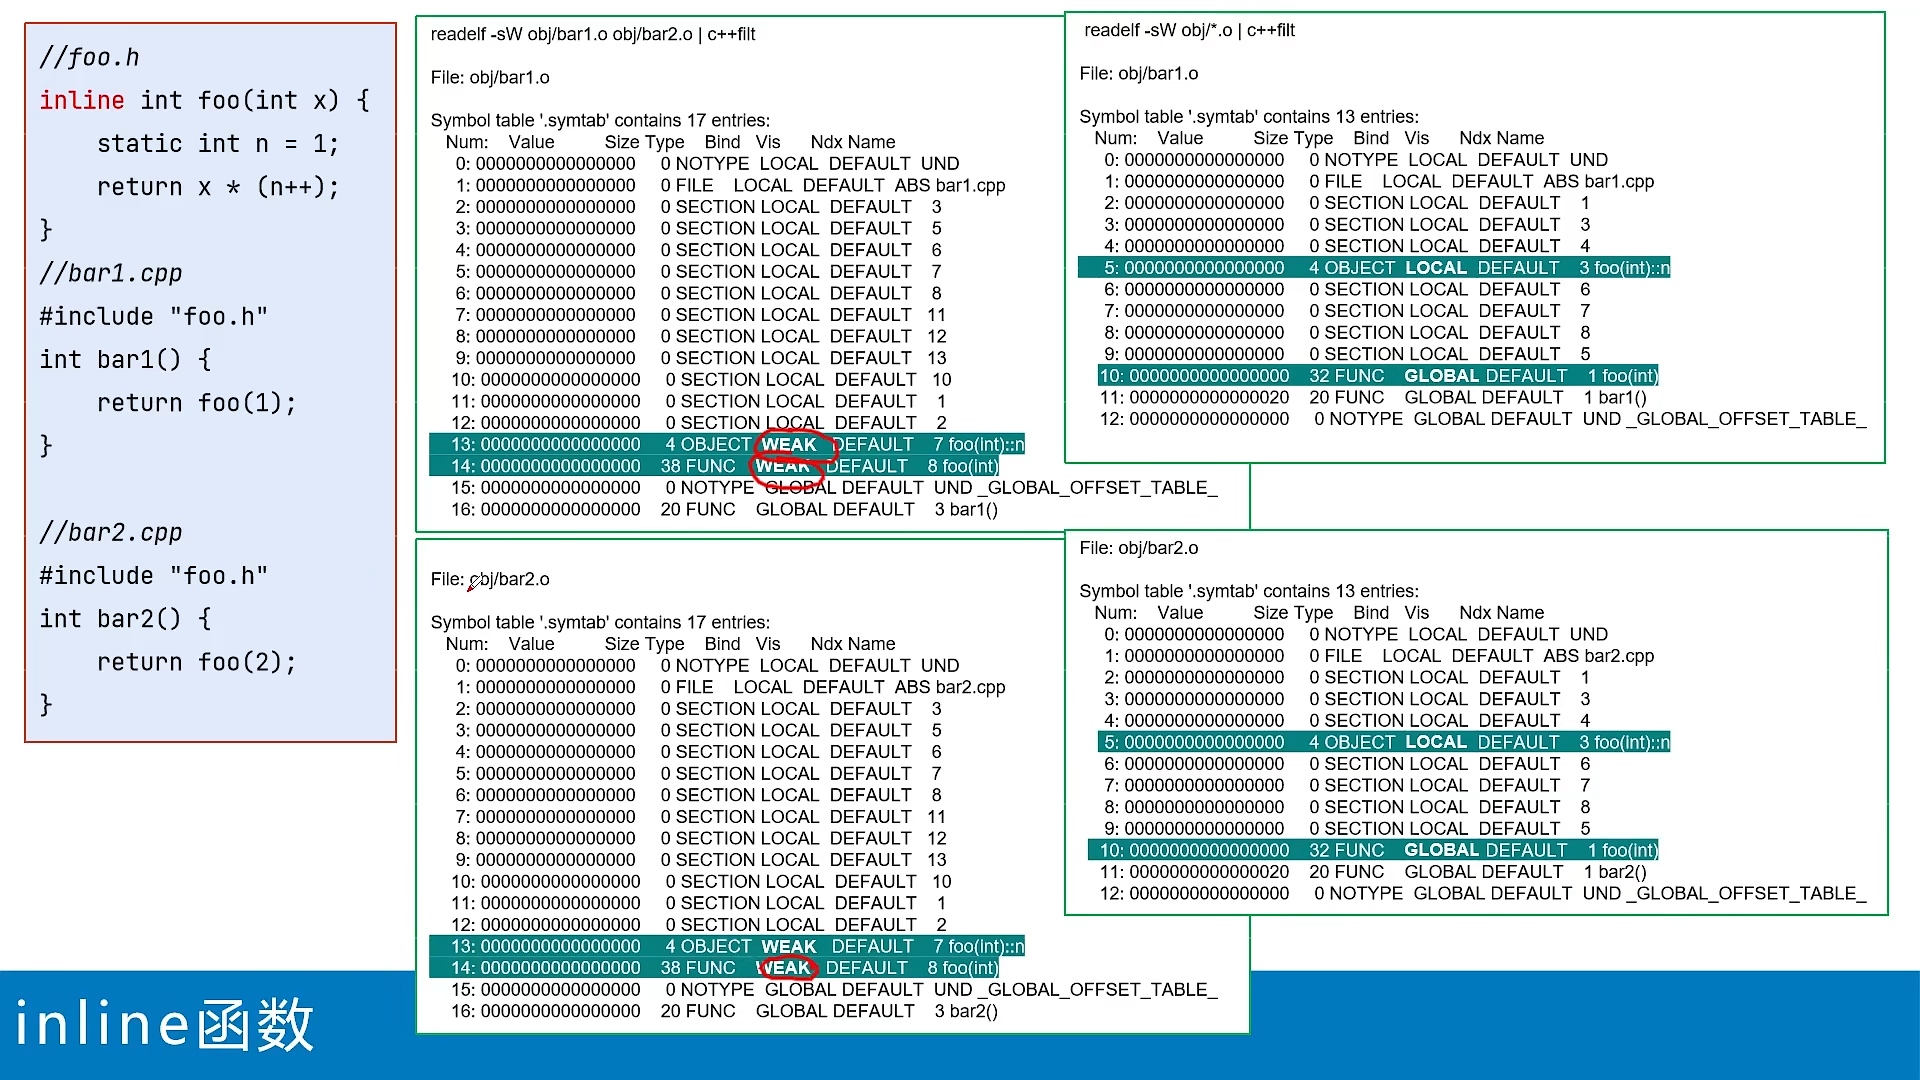 //foo.h
inline int foo(int x) {
    static int n = 1;
    return x * (n++);
}
//bar1.cpp
#include "foo.h"
int bar1() {
    return foo(1);
}
//bar2.cpp
#include "foo.h"
int bar2() {
    return foo(2);
}
readelf -sW obj/bar1.o obj/bar2.o | c++filt
File: obj/bar1.o
Symbol table '.symtab' contains 17 entries:
Num: Value Size Type Bind Vis Ndx Name
0: 0000000000000000 0 NOTYPE LOCAL DEFAULT UND
1: 0000000000000000 0 FILE LOCAL DEFAULT ABS bar1.cpp
2: 0000000000000000 0 SECTION LOCAL DEFAULT 3
3: 0000000000000000 0 SECTION LOCAL DEFAULT 5
4: 0000000000000000 0 SECTION LOCAL DEFAULT 6
5: 0000000000000000 0 SECTION LOCAL DEFAULT 7
6: 0000000000000000 0 SECTION LOCAL DEFAULT 8
7: 0000000000000000 0 SECTION LOCAL DEFAULT 11
8: 0000000000000000 0 SECTION LOCAL DEFAULT 12
9: 0000000000000000 0 SECTION LOCAL DEFAULT 13
10: 0000000000000000 0 SECTION LOCAL DEFAULT 10
11: 0000000000000000 0 SECTION LOCAL DEFAULT 1
12: 0000000000000000 0 SECTION LOCAL DEFAULT 2
13: 0000000000000000 4 OBJECT WEAK DEFAULT 7 foo(int)::n
14: 0000000000000000 38 FUNC WEAK DEFAULT 8 foo(int)
15: 0000000000000000 0 NOTYPE GLOBAL DEFAULT UND _GLOBAL_OFFSET_TABLE_
16: 0000000000000000 20 FUNC GLOBAL DEFAULT 3 bar1()
File: obj/bar2.o
Symbol table '.symtab' contains 17 entries:
Num: Value Size Type Bind Vis Ndx Name
0: 0000000000000000 0 NOTYPE LOCAL DEFAULT UND
1: 0000000000000000 0 FILE LOCAL DEFAULT ABS bar2.cpp
2: 0000000000000000 0 SECTION LOCAL DEFAULT 3
3: 0000000000000000 0 SECTION LOCAL DEFAULT 5
4: 0000000000000000 0 SECTION LOCAL DEFAULT 6
5: 0000000000000000 0 SECTION LOCAL DEFAULT 7
6: 0000000000000000 0 SECTION LOCAL DEFAULT 8
7: 0000000000000000 0 SECTION LOCAL DEFAULT 11
8: 0000000000000000 0 SECTION LOCAL DEFAULT 12
9: 0000000000000000 0 SECTION LOCAL DEFAULT 13
10: 0000000000000000 0 SECTION LOCAL DEFAULT 10
11: 0000000000000000 0 SECTION LOCAL DEFAULT 1
12: 0000000000000000 0 SECTION LOCAL DEFAULT 2
13: 0000000000000000 4 OBJECT WEAK DEFAULT 7 foo(int)::n
14: 0000000000000000 38 FUNC WEAK DEFAULT 8 foo(int)
15: 0000000000000000 0 NOTYPE GLOBAL DEFAULT UND _GLOBAL_OFFSET_TABLE_
16: 0000000000000000 20 FUNC GLOBAL DEFAULT 3 bar2()
readelf -sW obj/*.o | c++filt
File: obj/bar1.o
Symbol table '.symtab' contains 13 entries:
Num: Value Size Type Bind Vis Ndx Name
0: 0000000000000000 0 NOTYPE LOCAL DEFAULT UND
1: 0000000000000000 0 FILE LOCAL DEFAULT ABS bar1.cpp
2: 0000000000000000 0 SECTION LOCAL DEFAULT 1
3: 0000000000000000 0 SECTION LOCAL DEFAULT 3
4: 0000000000000000 0 SECTION LOCAL DEFAULT 4
5: 0000000000000000 4 OBJECT LOCAL DEFAULT 3 foo(int)::n
6: 0000000000000000 0 SECTION LOCAL DEFAULT 6
7: 0000000000000000 0 SECTION LOCAL DEFAULT 7
8: 0000000000000000 0 SECTION LOCAL DEFAULT 8
9: 0000000000000000 0 SECTION LOCAL DEFAULT 5
10: 0000000000000000 32 FUNC GLOBAL DEFAULT 1 foo(int)
11: 0000000000000020 20 FUNC GLOBAL DEFAULT 1 bar1()
12: 0000000000000000 0 NOTYPE GLOBAL DEFAULT UND _GLOBAL_OFFSET_TABLE_
File: obj/bar2.o
Symbol table '.symtab' contains 13 entries:
Num: Value Size Type Bind Vis Ndx Name
0: 0000000000000000 0 NOTYPE LOCAL DEFAULT UND
1: 0000000000000000 0 FILE LOCAL DEFAULT ABS bar2.cpp
2: 0000000000000000 0 SECTION LOCAL DEFAULT 1
3: 0000000000000000 0 SECTION LOCAL DEFAULT 3
4: 0000000000000000 0 SECTION LOCAL DEFAULT 4
5: 0000000000000000 4 OBJECT LOCAL DEFAULT 3 foo(int)::n
6: 0000000000000000 0 SECTION LOCAL DEFAULT 6
7: 0000000000000000 0 SECTION LOCAL DEFAULT 7
8: 0000000000000000 0 SECTION LOCAL DEFAULT 8
9: 0000000000000000 0 SECTION LOCAL DEFAULT 5
10: 0000000000000000 32 FUNC GLOBAL DEFAULT 1 foo(int)
11: 0000000000000020 20 FUNC GLOBAL DEFAULT 1 bar2()
12: 0000000000000000 0 NOTYPE GLOBAL DEFAULT UND _GLOBAL_OFFSET_TABLE_
inline函数